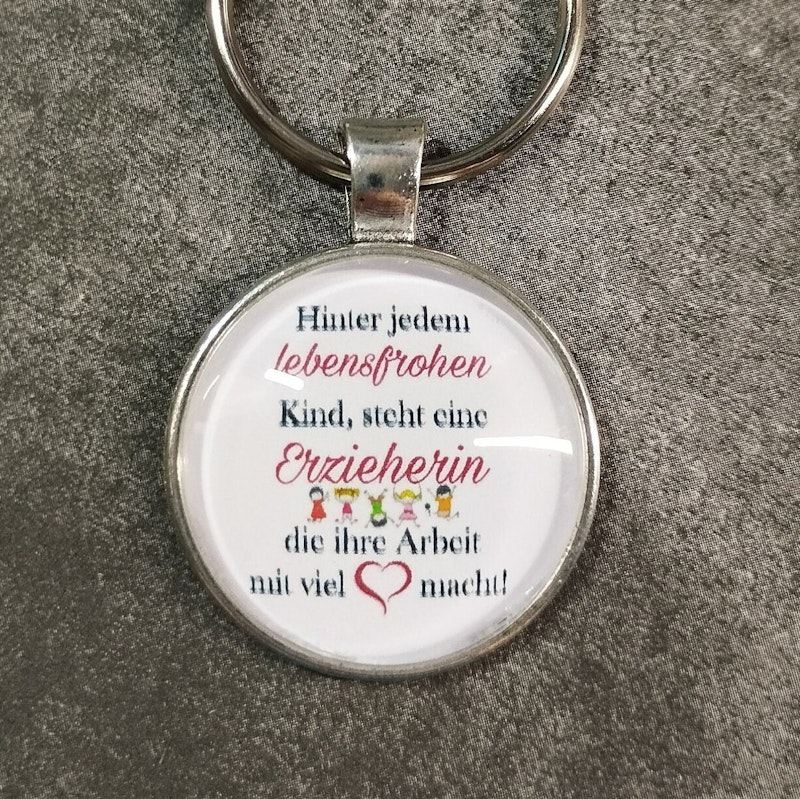 Hinter jedem
lebensfrohen
Kind, steht eine
Erzieherin
die ihre Arbeit
mit viel macht!